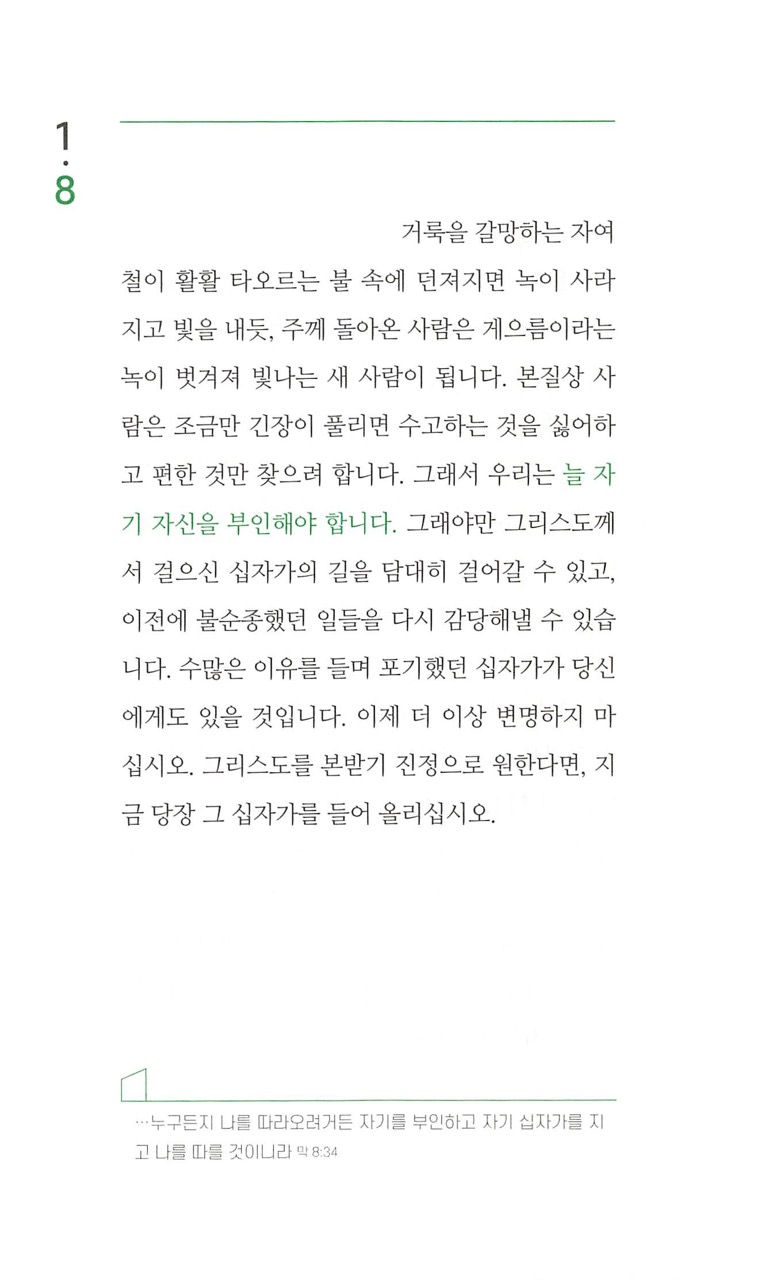 1
.
8
거룩을 갈망하는 자여
철이 활활 타오르는 불 속에 던져지면 녹이 사라
지고 빛을 내듯, 주께 돌아온 사람은 게으름이라는
녹이 벗겨져 빛나는 새 사람이 됩니다. 본질상 사
람은 조금만 긴장이 풀리면 수고하는 것을 싫어하
고 편한 것만 찾으려 합니다. 그래서 우리는 늘 자
기 자신을 부인해야 합니다. 그래야만 그리스도께
서 걸으신 십자가의 길을 담대히 걸어갈 수 있고,
이전에 불순종했던 일들을 다시 감당해낼 수 있습
니다. 수많은 이유를 들며 포기했던 십자가가 당신
에게도 있을 것입니다. 이제 더 이상 변명하지 마
십시오. 그리스도를 본받기 진정으로 원한다면, 지
금 당장 그 십자가를 들어 올리십시오.
…누구든지 나를 따라오려거든 자기를 부인하고 자기 십자가를 지
고 나를 따를 것이니라 막 8:34